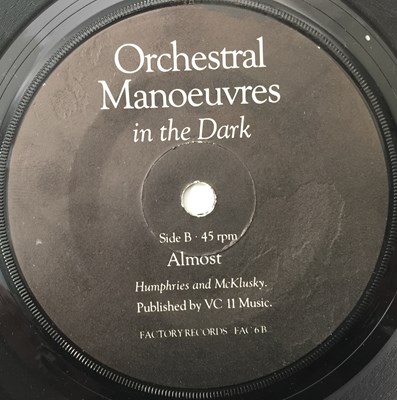 Orchestral
Manoeuvres
in the Dark
Side B · 45 rpm
Almost
Humphries and McKlusky.
Published by VC 11 Music.
FACTORY RECORDS FAC 6 B